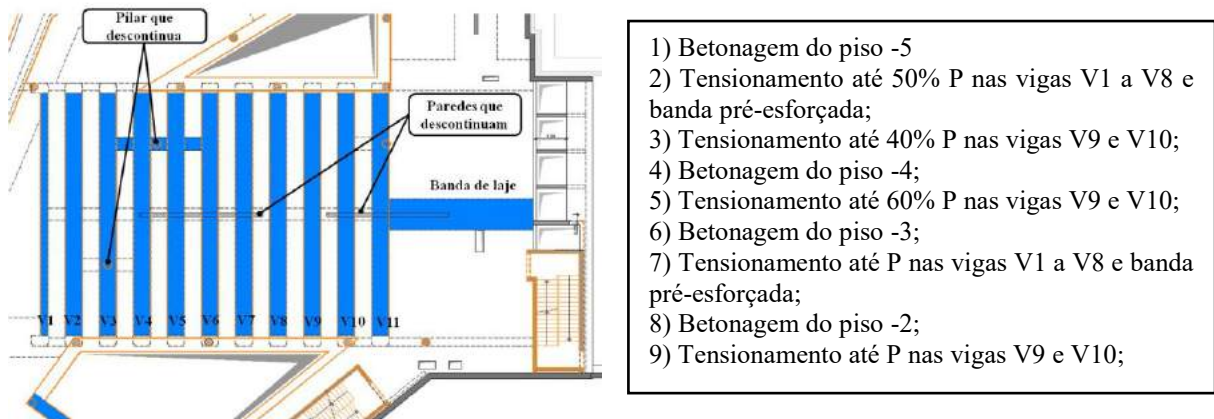 Pilar que
descontinua
Paredes que
descontinuam
Banda de laje
V1 V2 V3 V4 V5 V6 V7 V8 V9 V10 V11
1) Betonagem do piso -5
2) Tensionamento até 50% P nas vigas V1 a V8 e
banda pré-esforçada;
3) Tensionamento até 40% P nas vigas V9 e V10;
4) Betonagem do piso -4;
5) Tensionamento até 60% P nas vigas V9 e V10;
6) Betonagem do piso -3;
7) Tensionamento até P nas vigas V1 a V8 e banda
pré-esforçada;
8) Betonagem do piso -2;
9) Tensionamento até P nas vigas V9 e V10;